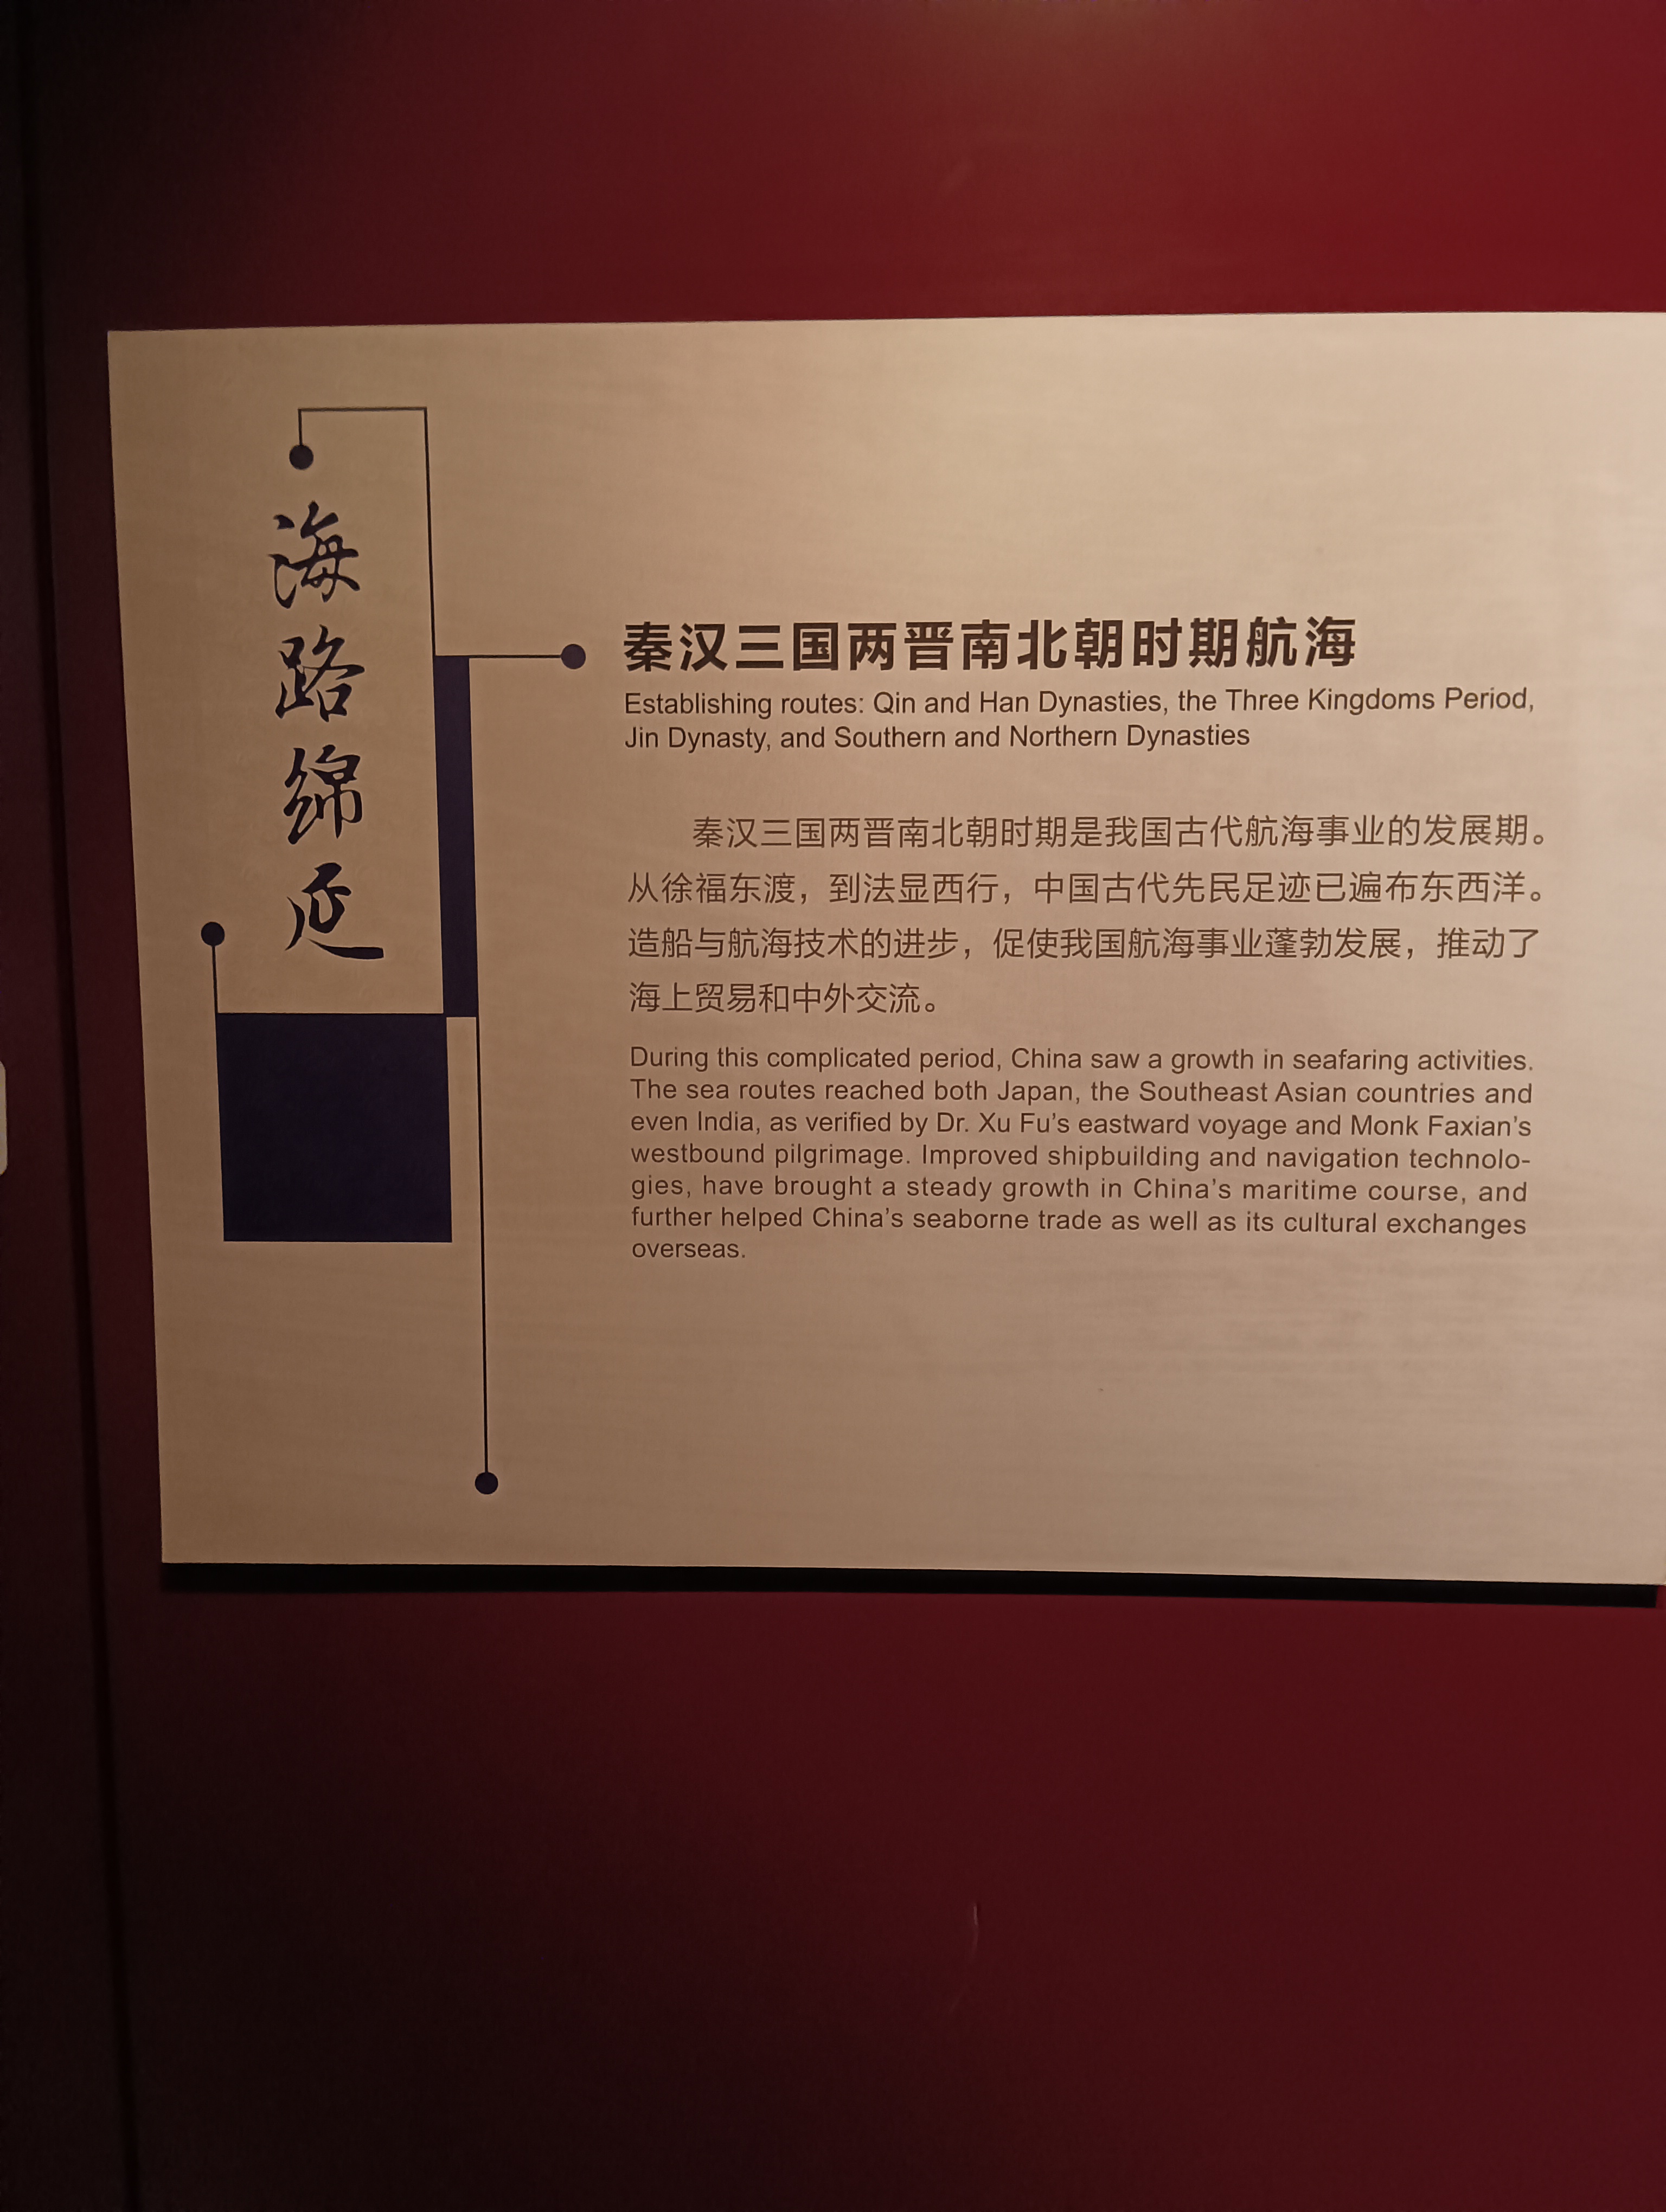 海路绵延
秦汉三国两晋南北朝时期航海
Establishing routes: Qin and Han Dynasties, the Three Kingdoms Period,
Jin Dynasty, and Southern and Northern Dynasties
秦汉三国两晋南北朝时期是我国古代航海事业的发展期。
从徐福东渡，到法显西行，中国古代先民足迹已遍布东西洋。
造船与航海技术的进步，促使我国航海事业蓬勃发展，推动了
海上贸易和中外交流。
During this complicated period, China saw a growth in seafaring activities.
The sea routes reached both Japan, the Southeast Asian countries and
even India, as verified by Dr. Xu Fu’s eastward voyage and Monk Faxian’s
westbound pilgrimage. Improved shipbuilding and navigation technolo-
gies, have brought a steady growth in China’s maritime course, and
further helped China’s seaborne trade as well as its cultural exchanges
overseas.